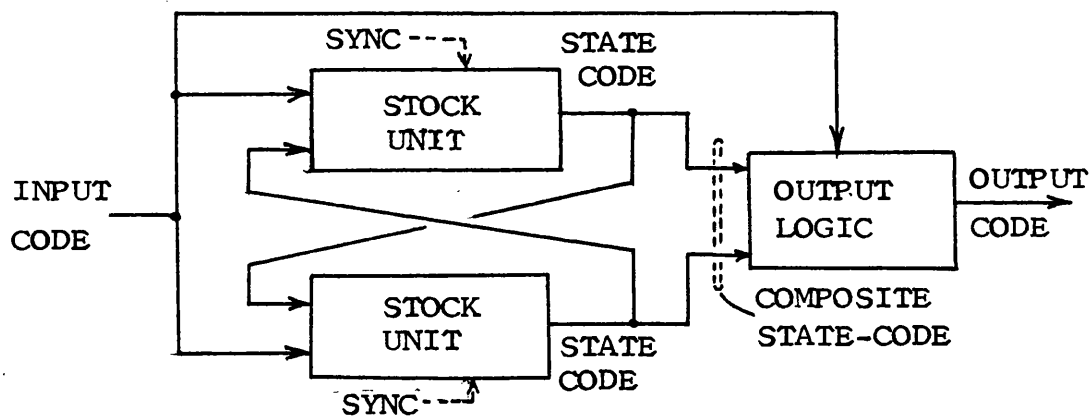 SYNC
STATE
CODE
STOCK
UNIT
INPUT
CODE
OUTPUT
LOGIC
OUTPUT
CODE
STOCK
UNIT
COMPOSITE
STATE-CODE
STATE
CODE
SYNC